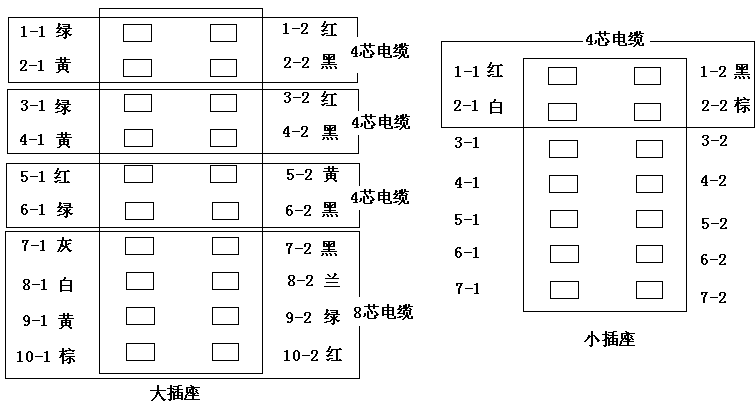 1-1 绿 1-2 红
4芯电缆
2-1 黄 2-2 黑
3-1 绿 3-2 红
4芯电缆
4-1 黄 4-2 黑
5-1 红 5-2 黄
4芯电缆
6-1 绿 6-2 黑
7-1 灰 7-2 黑
8-1 白 8-2 兰
8芯电缆
9-1 黄 9-2 绿
10-1 棕 10-2 红
大插座
4芯电缆
1-1 红 1-2 黑
2-1 白 2-2 棕
3-1 3-2
4-1 4-2
5-1 5-2
6-1 6-2
7-1 7-2
小插座